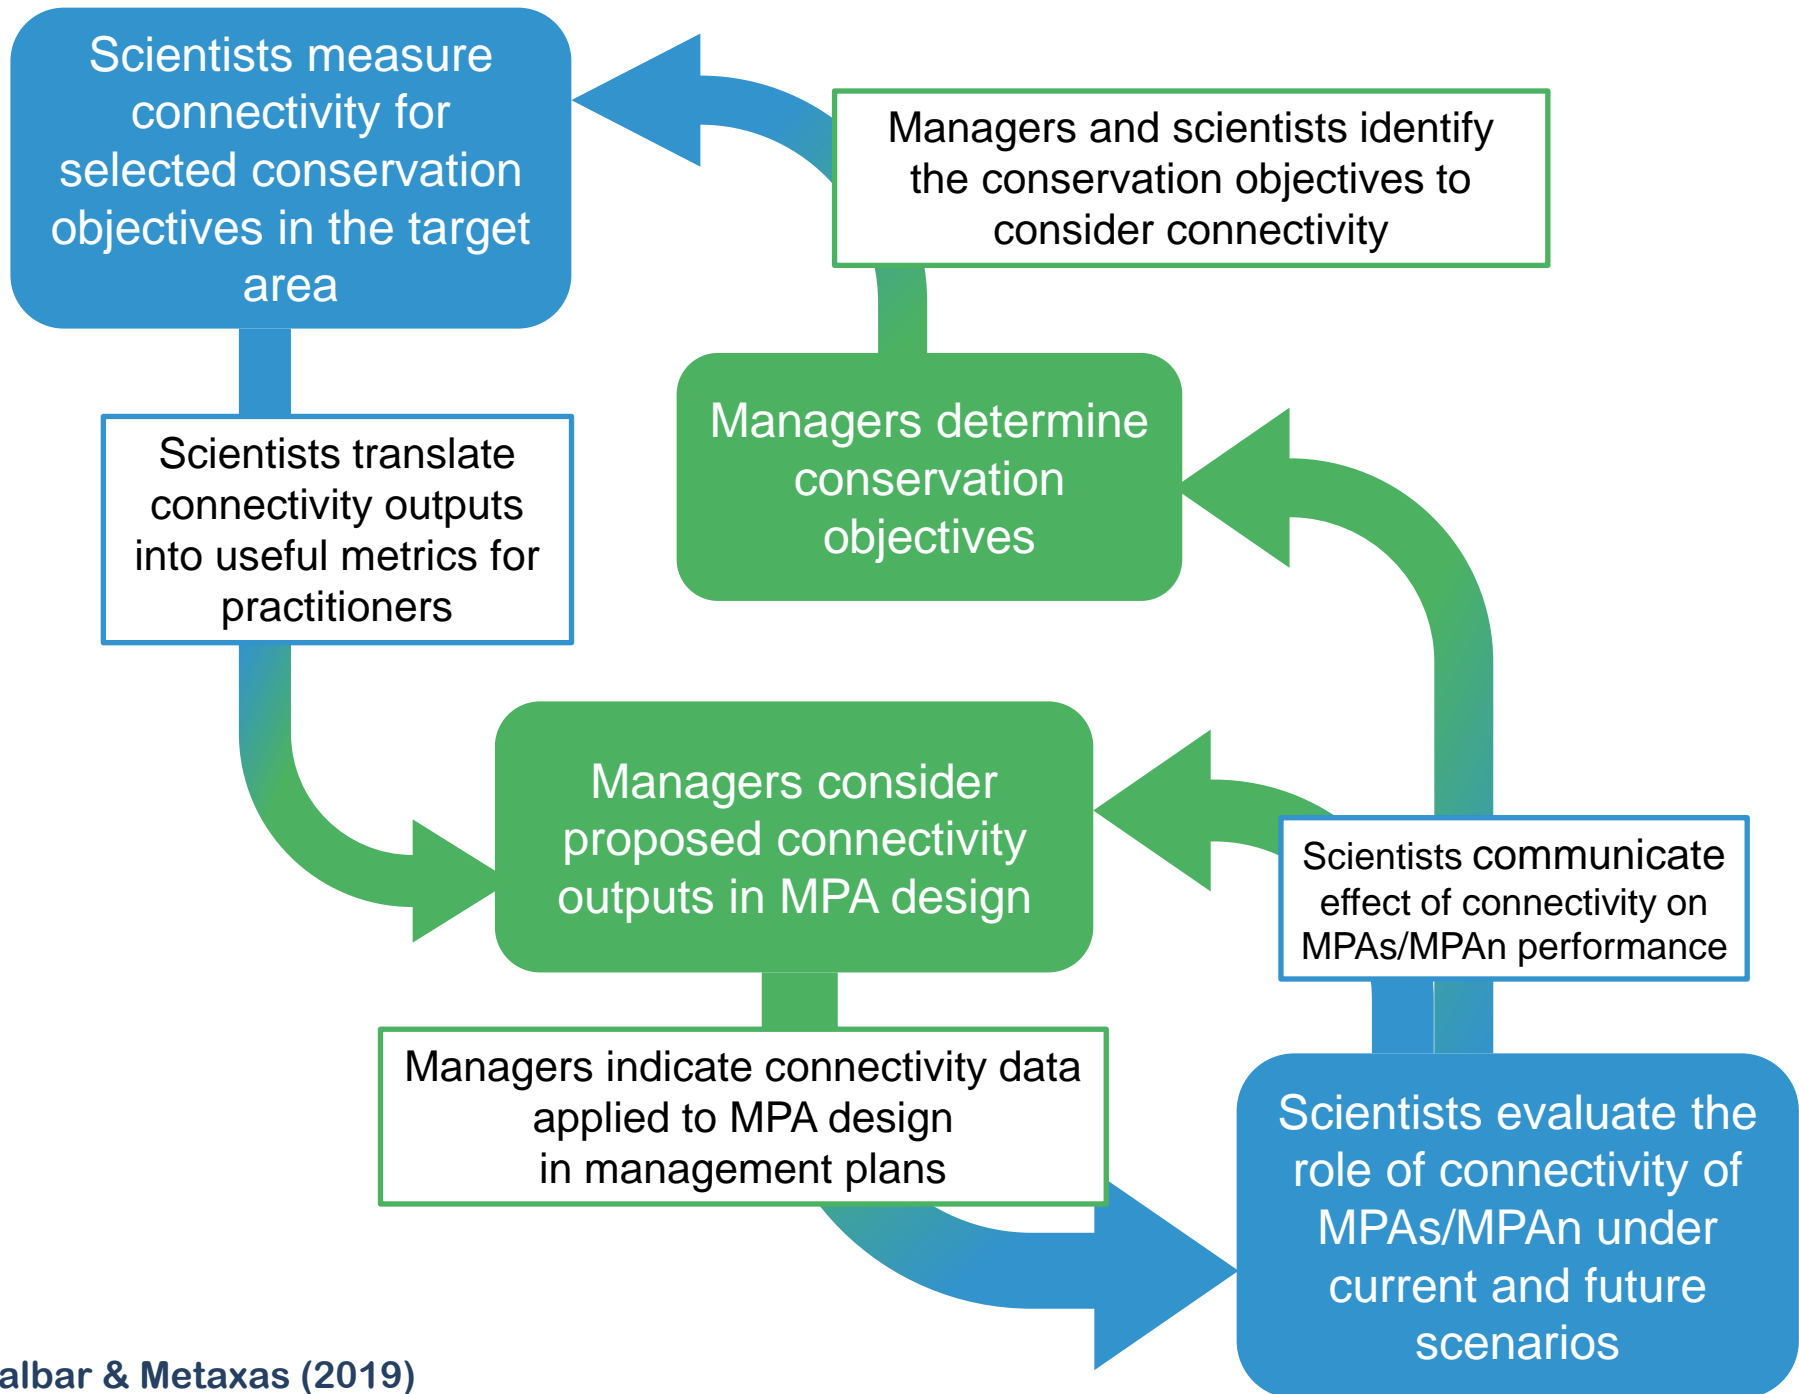 Scientists measure
connectivity for
selected conservation
objectives in the target
area
Managers and scientists identify
the conservation objectives to
consider connectivity
Managers determine
conservation
objectives
Scientists translate
connectivity outputs
into useful metrics for
practitioners
Managers consider
proposed connectivity
outputs in MPA design
Scientists communicate
effect of connectivity on
MPAs/MPAn performance
Managers indicate connectivity data
applied to MPA design
in management plans
Scientists evaluate the
role of connectivity of
MPAs/MPAn under
current and future
scenarios
& Metaxas (2019)